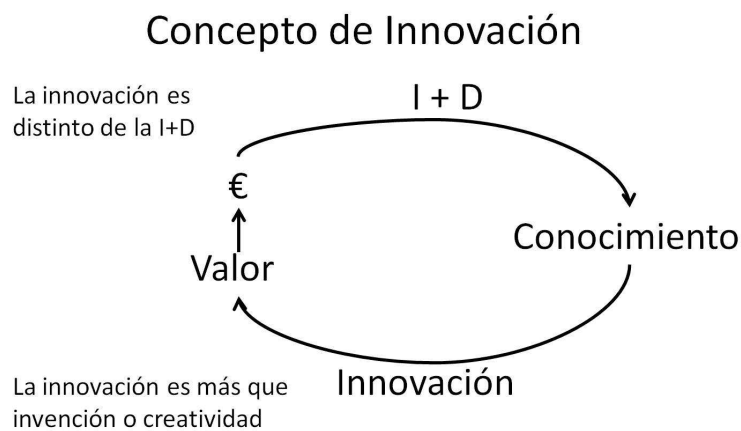 Concepto de Innovación
La innovación es
distinto de la I+D
I + D
€
Conocimiento
Valor
Innovación
La innovación es más que
invención o creatividad